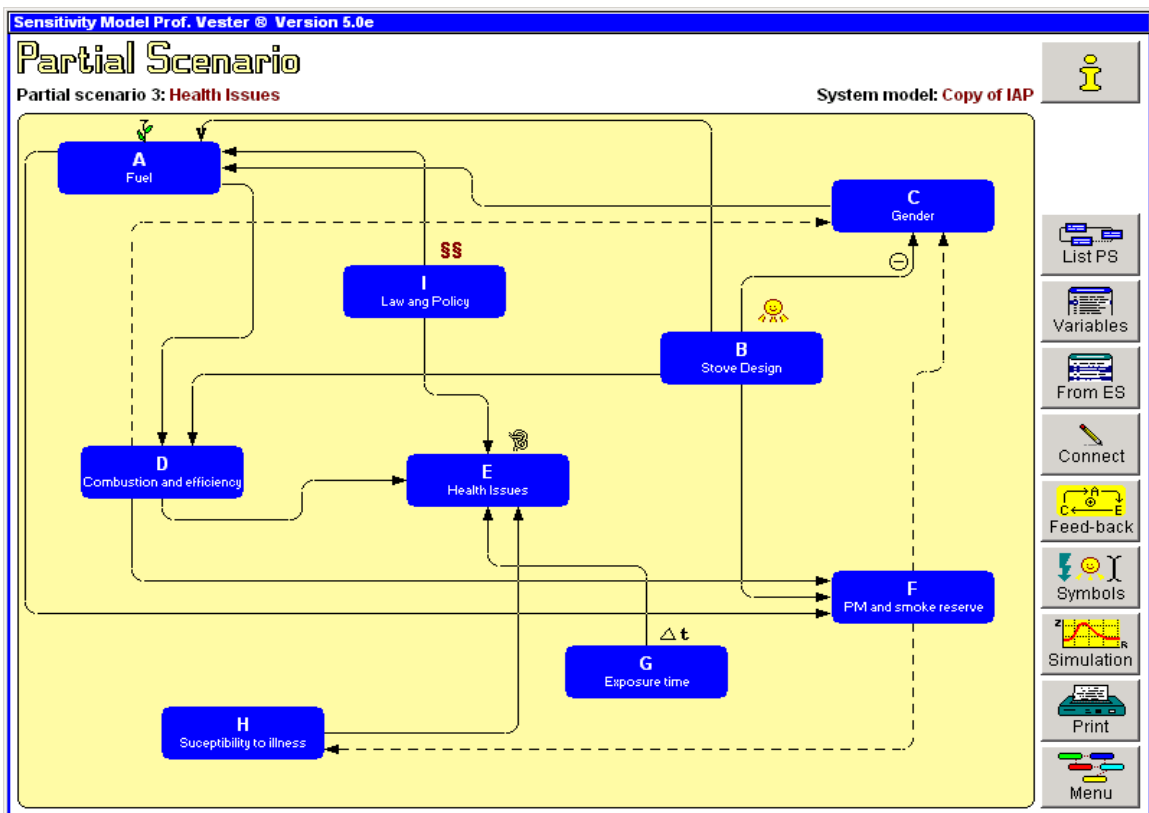 Sensitivity Model Prof. Vester ® Version 5.0e
Partial Scenario
Partial scenario 3: Health Issues
System model: Copy of IAP
v
A
Fuel
C
Gender
§§
I
Law ang Policy
B
Stove Design
D
Combustion and efficiency
E
Health Issues
F
PM and smoke reserve
△ t
G
Exposure time
H
Suceptibility to illness
List PS
Variables
From ES
Connect
A
C E
Feed-back
Symbols
Z
R
Simulation
Print
Menu